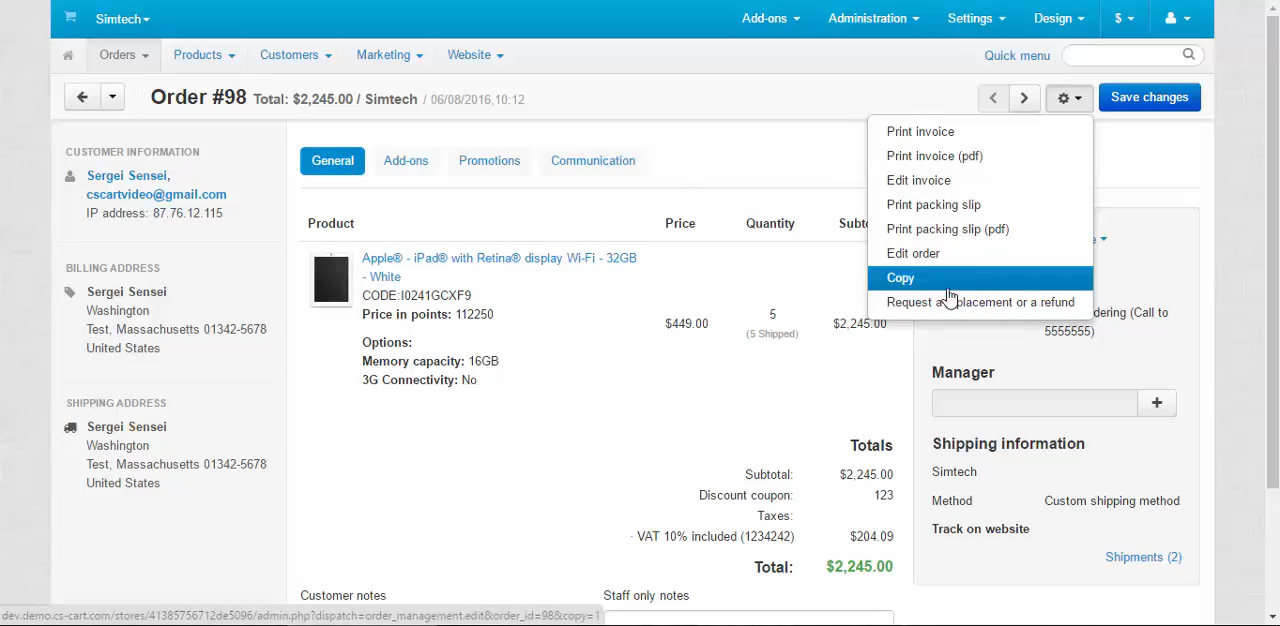 Simtech
Add-ons
Administration
Settings
Design
$
Orders
Products
Customers
Marketing
Website
Quick menu
Order #98 Total: $2,245.00 / Simtech / 06/08/2016,10:12
Save changes
Print invoice
Print invoice (pdf)
Edit invoice
Print packing slip
Print packing slip (pdf)
Edit order
Copy
Request a placement or a refund
CUSTOMER INFORMATION
Sergei Sensei,
cscartvideo@gmail.com
IP address: 87.76.12.115
BILLING ADDRESS
Sergei Sensei
Washington
Test, Massachusetts 01342-5678
United States
SHIPPING ADDRESS
Sergei Sensei
Washington
Test, Massachusetts 01342-5678
United States
General
Add-ons
Promotions
Communication
Product
Price
Quantity
Subt
Apple® - iPad® with Retina® display Wi-Fi - 32GB
- White
CODE:I0241GCXF9
Price in points: 112250
Options:
Memory capacity: 16GB
3G Connectivity: No
$449.00
5
(5 Shipped)
$2,245.00
Totals
Subtotal: $2,245.00
Discount coupon: 123
Taxes:
· VAT 10% included (1234242) $204.09
Total: $2,245.00
Customer notes
Staff only notes
dering (Call to
5555555)
Manager
Shipping information
Simtech
Method Custom shipping method
Track on website
Shipments (2)
dev.demo.cs-cart.com/stores/41385756712de5096/admin.php?dispatch=order_management.edit&order_id=98&copy=1